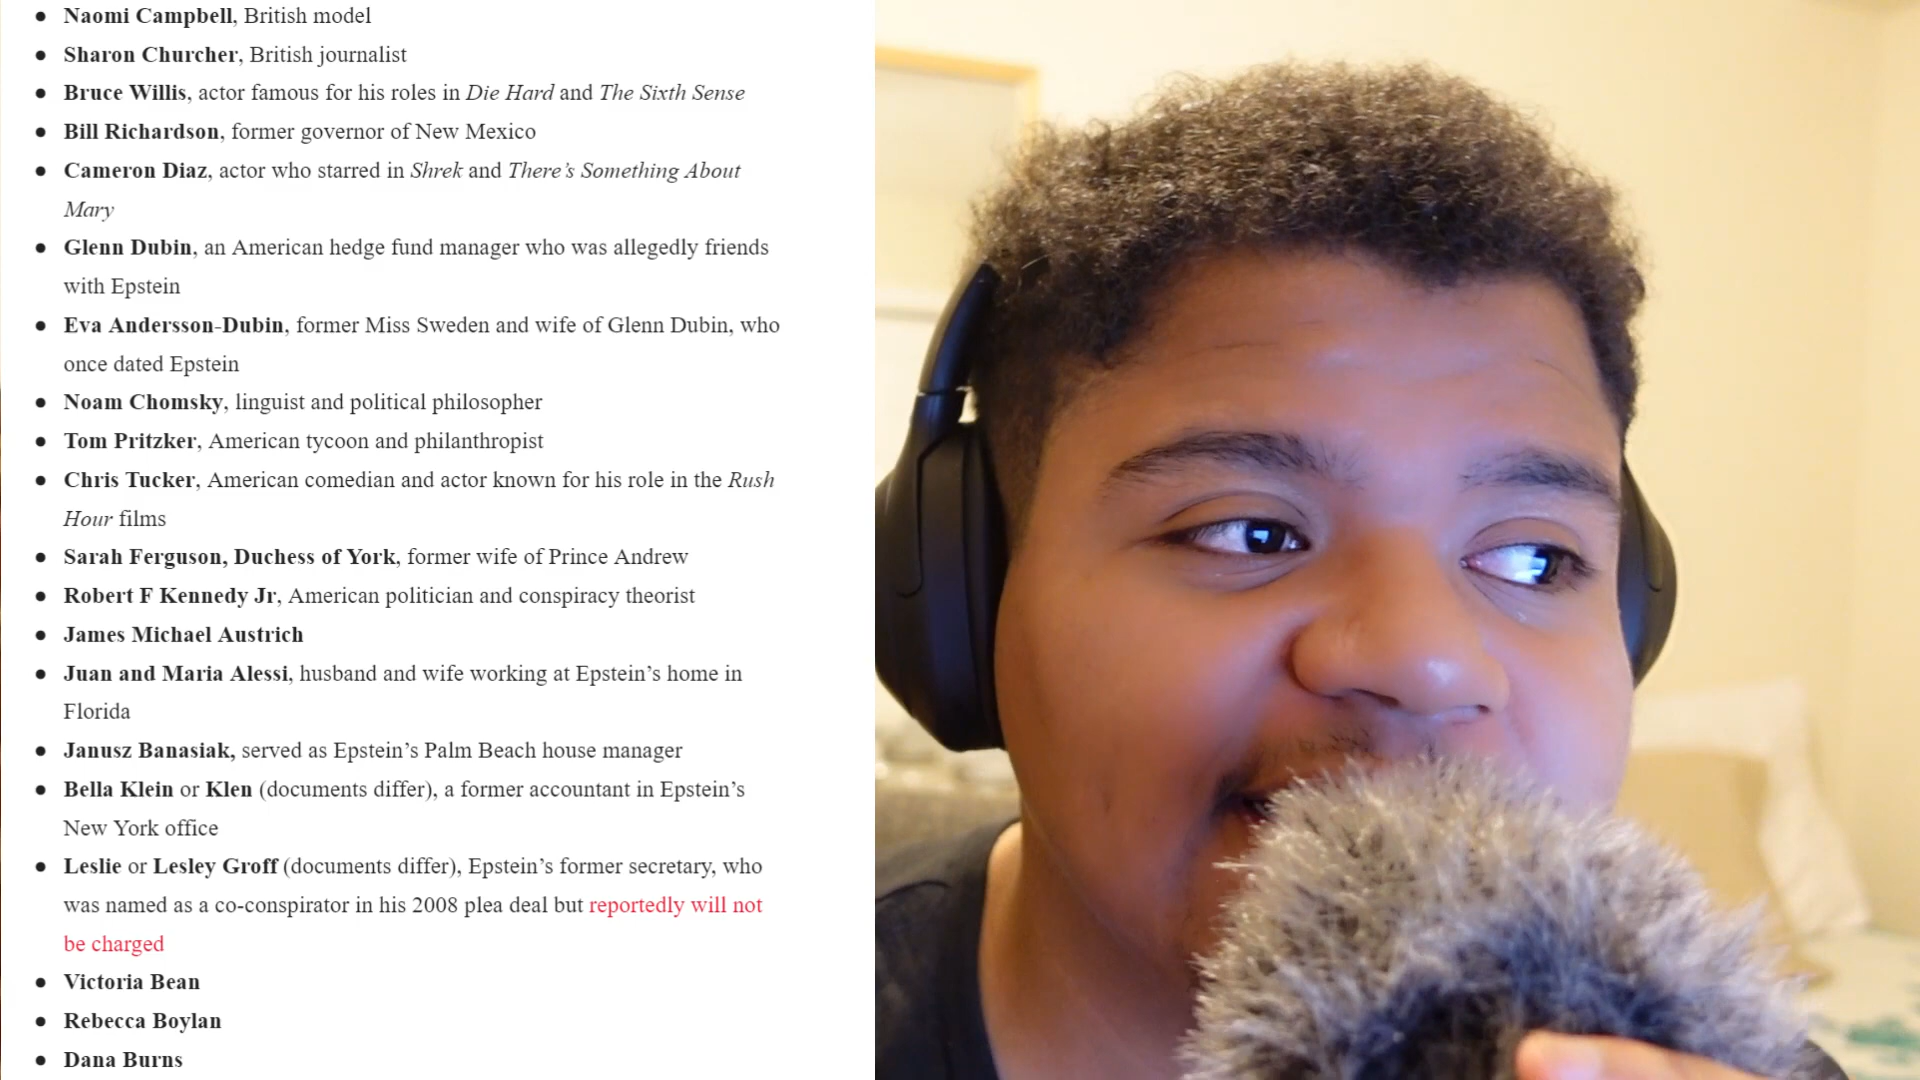 ● Naomi Campbell, British model
● Sharon Churcher, British journalist
● Bruce Willis, actor famous for his roles in Die Hard and The Sixth Sense
● Bill Richardson, former governor of New Mexico
● Cameron Diaz, actor who starred in Shrek and There’s Something About
Mary
● Glenn Dubin, an American hedge fund manager who was allegedly friends
with Epstein
● Eva Andersson-Dubin, former Miss Sweden and wife of Glenn Dubin, who
once dated Epstein
● Noam Chomsky, linguist and political philosopher
● Tom Pritzker, American tycoon and philanthropist
● Chris Tucker, American comedian and actor known for his role in the Rush
Hour films
● Sarah Ferguson, Duchess of York, former wife of Prince Andrew
● Robert F Kennedy Jr, American politician and conspiracy theorist
● James Michael Austrich
● Juan and Maria Alessi, husband and wife working at Epstein’s home in
Florida
● Janusz Banasiak, served as Epstein’s Palm Beach house manager
● Bella Klein or Klen (documents differ), a former accountant in Epstein’s
New York office
● Leslie or Lesley Groff (documents differ), Epstein’s former secretary, who
was named as a co-conspirator in his 2008 plea deal but reportedly will not
be charged
● Victoria Bean
● Rebecca Boylan
● Dana Burns